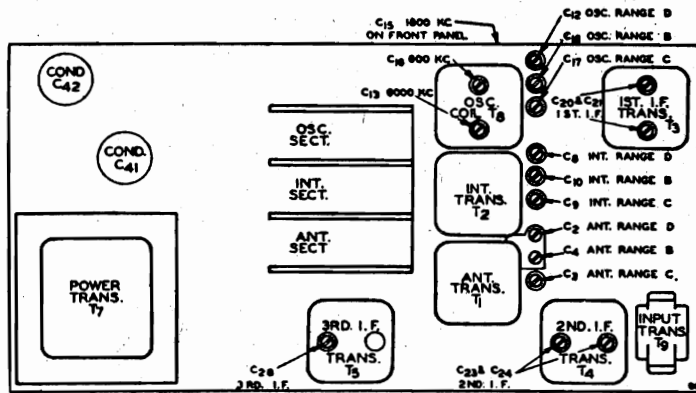 C15 1800 KC
ON FRONT PANEL
C12 OSC. RANGE D
C18 OSC. RANGE B
C17 OSC. RANGE C
COND
C42
C16 600 KC
C13 6000 KC
OSC.
COIL T8
C20 & C21
1ST. I.F.
1ST. I.F.
TRANS.
T3
COND.
C41
OSC.
SECT.
INT.
SECT.
ANT.
SECT
INT.
TRANS.
T2
C8 INT. RANGE D
C10 INT. RANGE B
C9 INT. RANGE C
C2 ANT. RANGE D
C4 ANT. RANGE B
C3 ANT. RANGE C.
ANT.
TRANS.
T1
POWER
TRANS.
T7
3RD. I.F.
TRANS.
T5
C28
3RD. I.F.
2ND. I.F.
TRANS.
T4
C23 & C24
2ND. I.F.
INPUT
TRANS.
T9